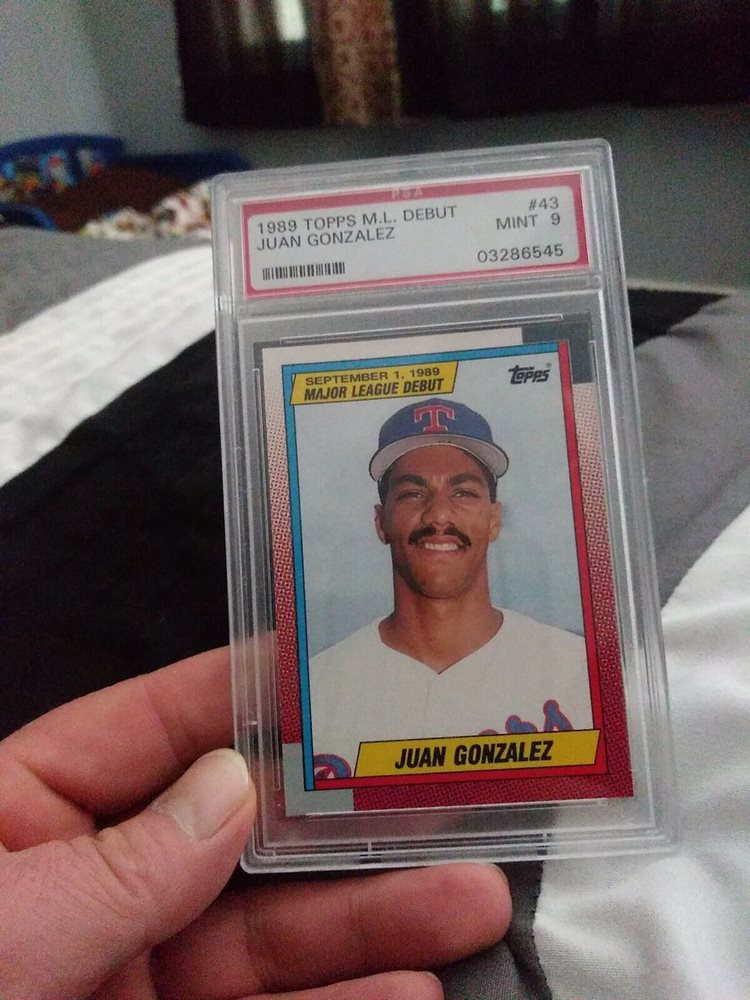 PSA
1989 TOPPS M.L. DEBUT #43
JUAN GONZALEZ MINT 9
03286545
SEPTEMBER 1, 1989
MAJOR LEAGUE DEBUT
Topps®
T
ers
JUAN GONZALEZ